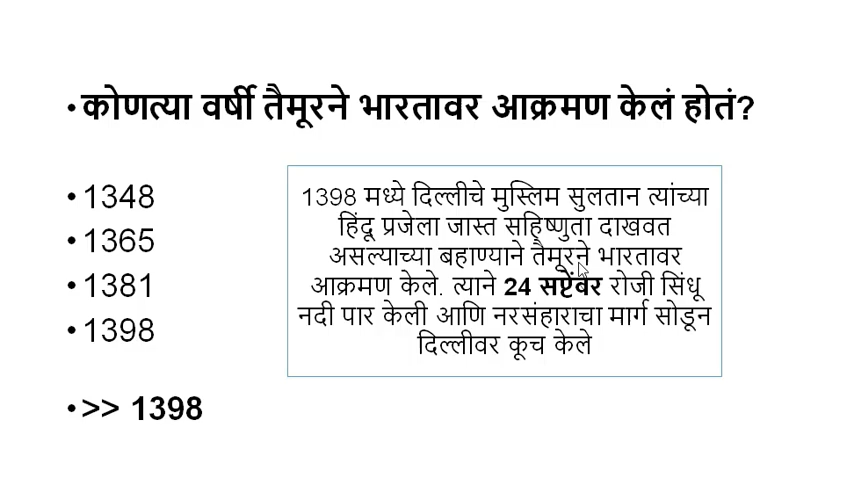 • कोणत्या वर्षी तैमूरने भारतावर आक्रमण केलं होतं?
• 1348
• 1365
• 1381
• 1398
1398 मध्ये दिल्लीचे मुस्लिम सुलतान त्यांच्या
हिंदू प्रजेला जास्त सहिष्णुता दाखवत
असल्याच्या बहाण्याने तैमूरने भारतावर
आक्रमण केले. त्याने 24 सप्टेंबर रोजी सिंधू
नदी पार केली आणि नरसंहाराचा मार्ग सोडून
दिल्लीवर कूच केले
• >> 1398